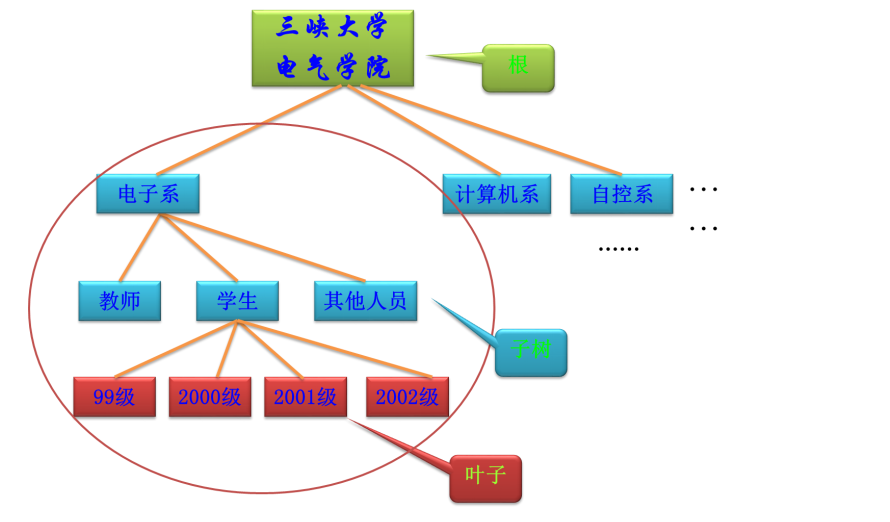 三峡大学
电气学院
根
电子系
计算机系
自控系
...
...
......
教师
学生
其他人员
子树
99级
2000级
2001级
2002级
叶子